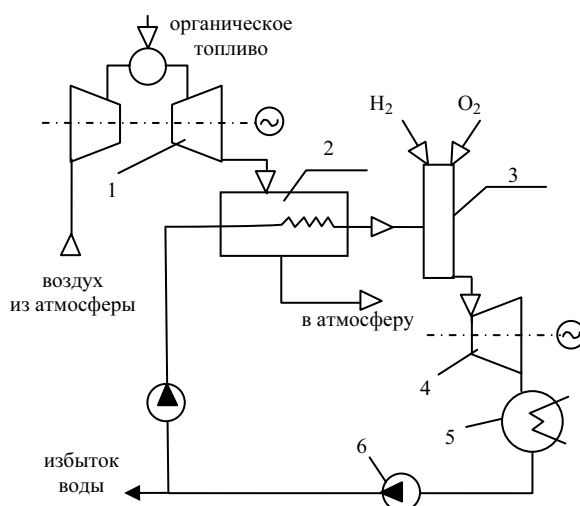 органическое
топливо
H₂
O₂
1
2
3
воздух
из атмосферы
в атмосферу
4
5
6
избыток
воды